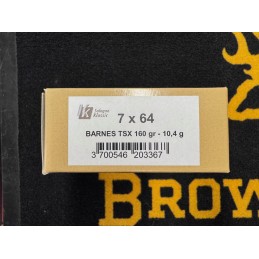 7 x 64
BARNES TSX 160 gr - 10,4 g
3 700546 203367
BROW